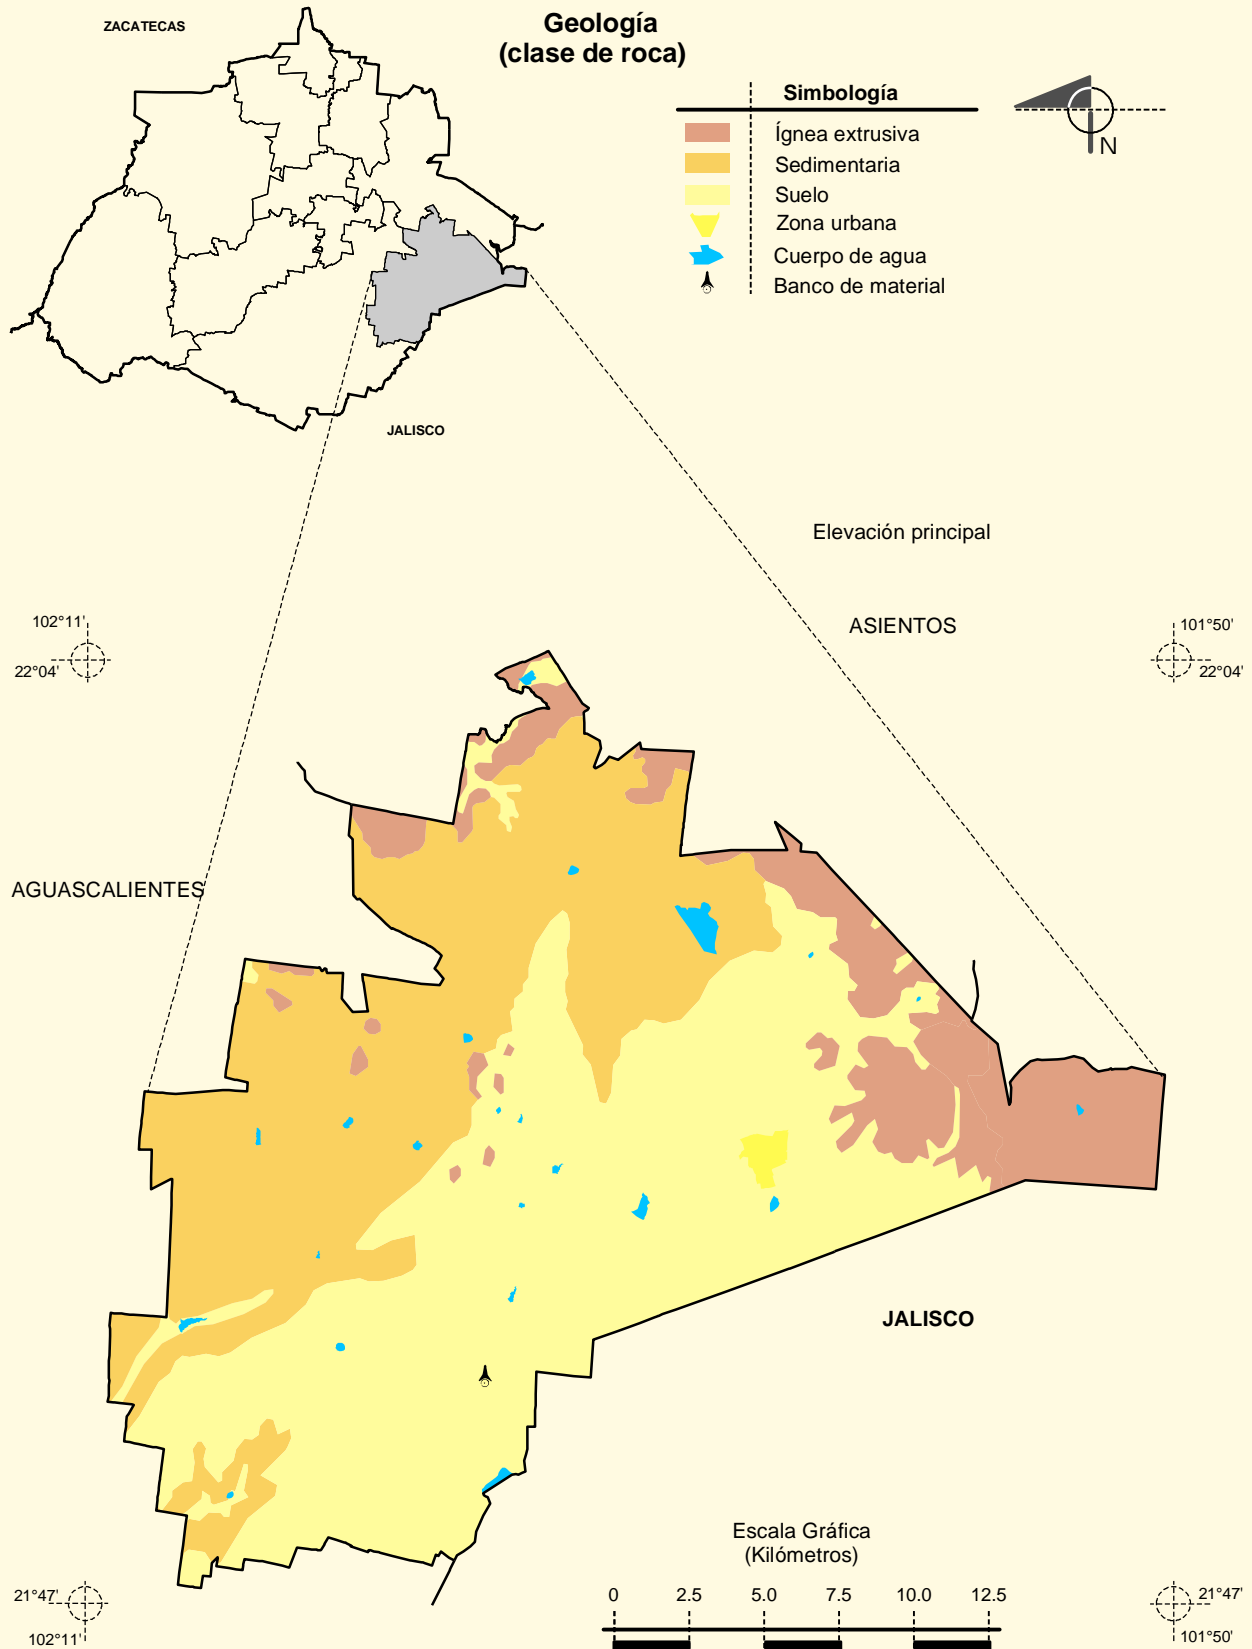 Geología
(clase de roca)
ZACATECAS
Simbología
Ígnea extrusiva
Sedimentaria
Suelo
Zona urbana
Cuerpo de agua
Banco de material
N
JALISCO
Elevación principal
102°11'
22°04'
ASIENTOS
101°50'
22°04'
AGUASCALIENTES
JALISCO
Escala Gráfica
(Kilómetros)
0 2.5 5.0 7.5 10.0 12.5
21°47'
102°11'
21°47'
101°50'